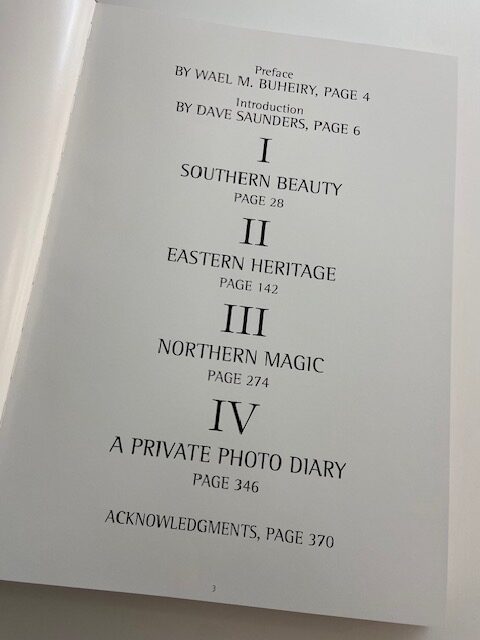 Preface
BY WAEL M. BUHEIRY, PAGE 4
Introduction
BY DAVE SAUNDERS, PAGE 6
I
SOUTHERN BEAUTY
PAGE 28
II
EASTERN HERITAGE
PAGE 142
III
NORTHERN MAGIC
PAGE 274
IV
A PRIVATE PHOTO DIARY
PAGE 346
ACKNOWLEDGMENTS, PAGE 370
3